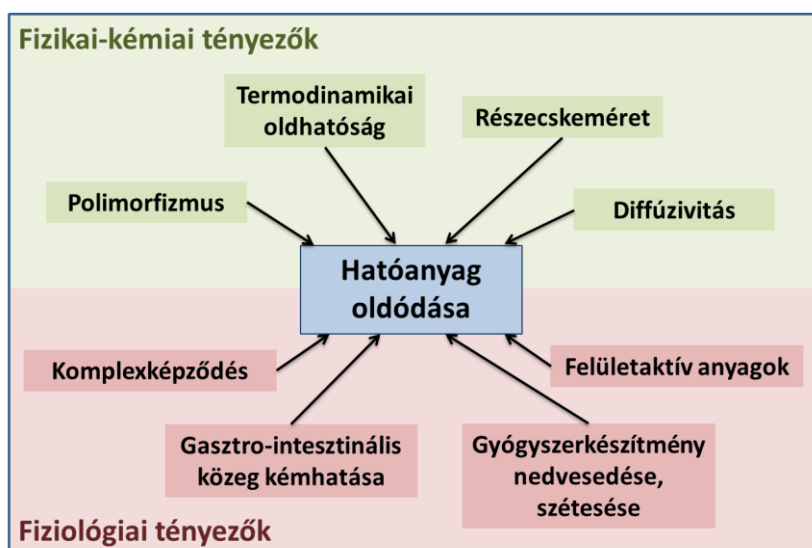 Fizikai-kémiai tényezők
Termodinamikai
oldhatóság
Részecskeméret
Polimorfizmus
Diffúzivitás
Hatóanyag
oldódása
Komplexképződés
Felületaktív anyagok
Gasztro-intesztinális
közeg kémhatása
Gyógyszerkészítmény
nedvesedése,
szétesése
Fiziológiai tényezők